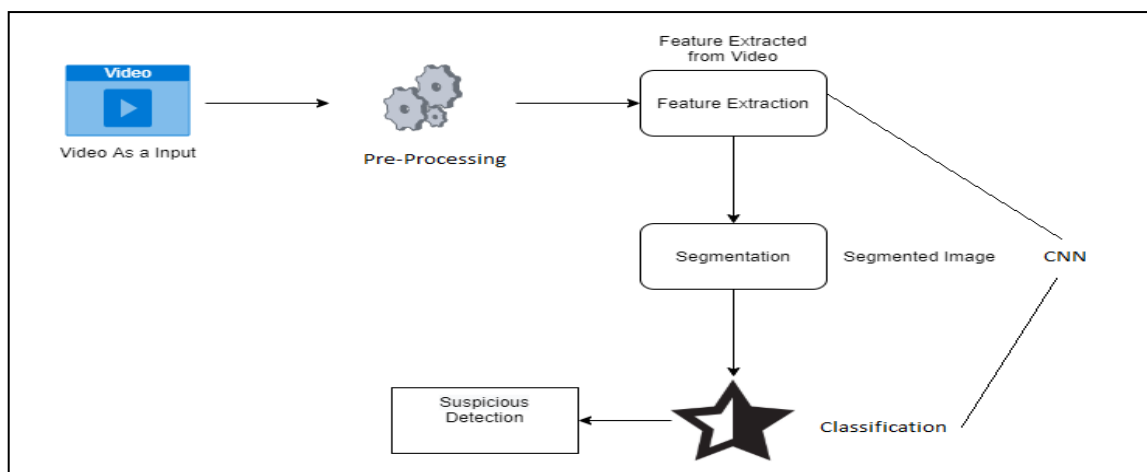 Video
Video As a Input
Pre-Processing
Feature Extracted
from Video
Feature Extraction
Segmentation
Segmented Image
CNN
Suspicious
Detection
Classification